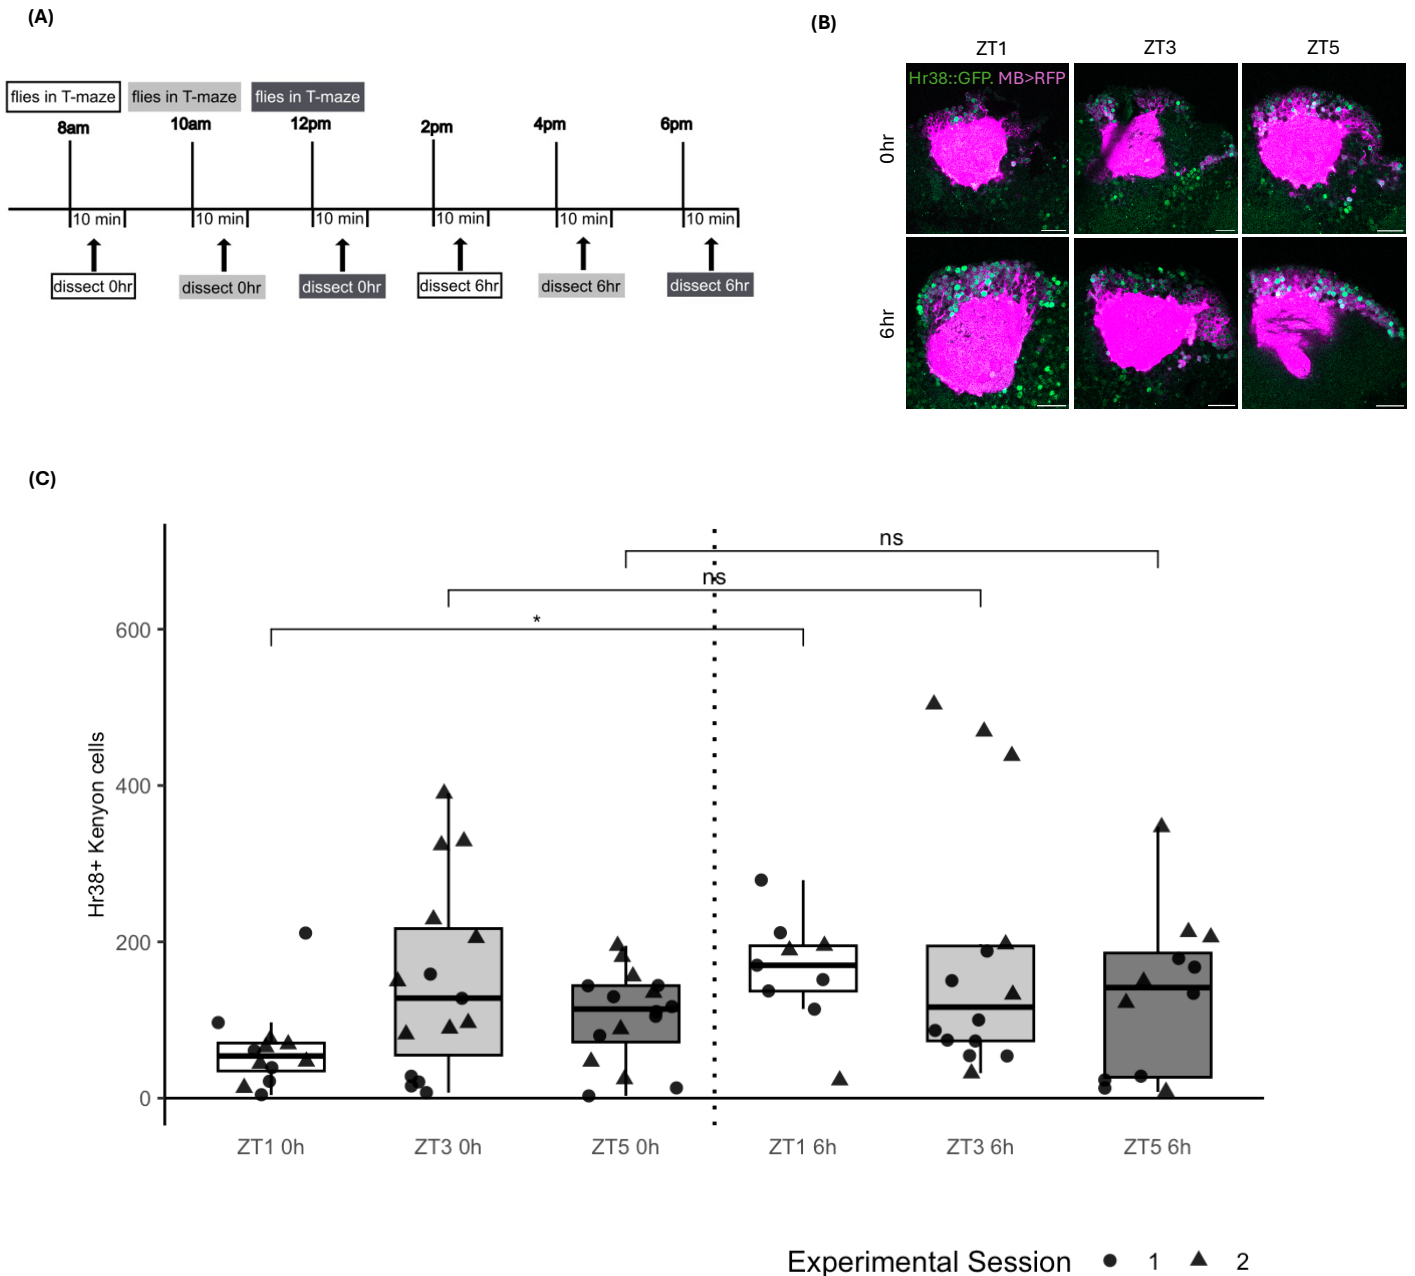 (A)
flies in T-maze flies in T-maze flies in T-maze
8am 10am 12pm 2pm 4pm 6pm
10 min 10 min 10 min 10 min 10 min 10 min
dissect 0hr dissect 0hr dissect 0hr dissect 6hr dissect 6hr dissect 6hr
(B)
ZT1 ZT3 ZT5
Hr38::GFP. MB>RFP
0hr
6hr
(C)
ns
ns
*
600
400
200
0
Hr38+ Kenyon cells
ZT1 0h ZT3 0h ZT5 0h ZT1 6h ZT3 6h ZT5 6h
Experimental Session 1 2